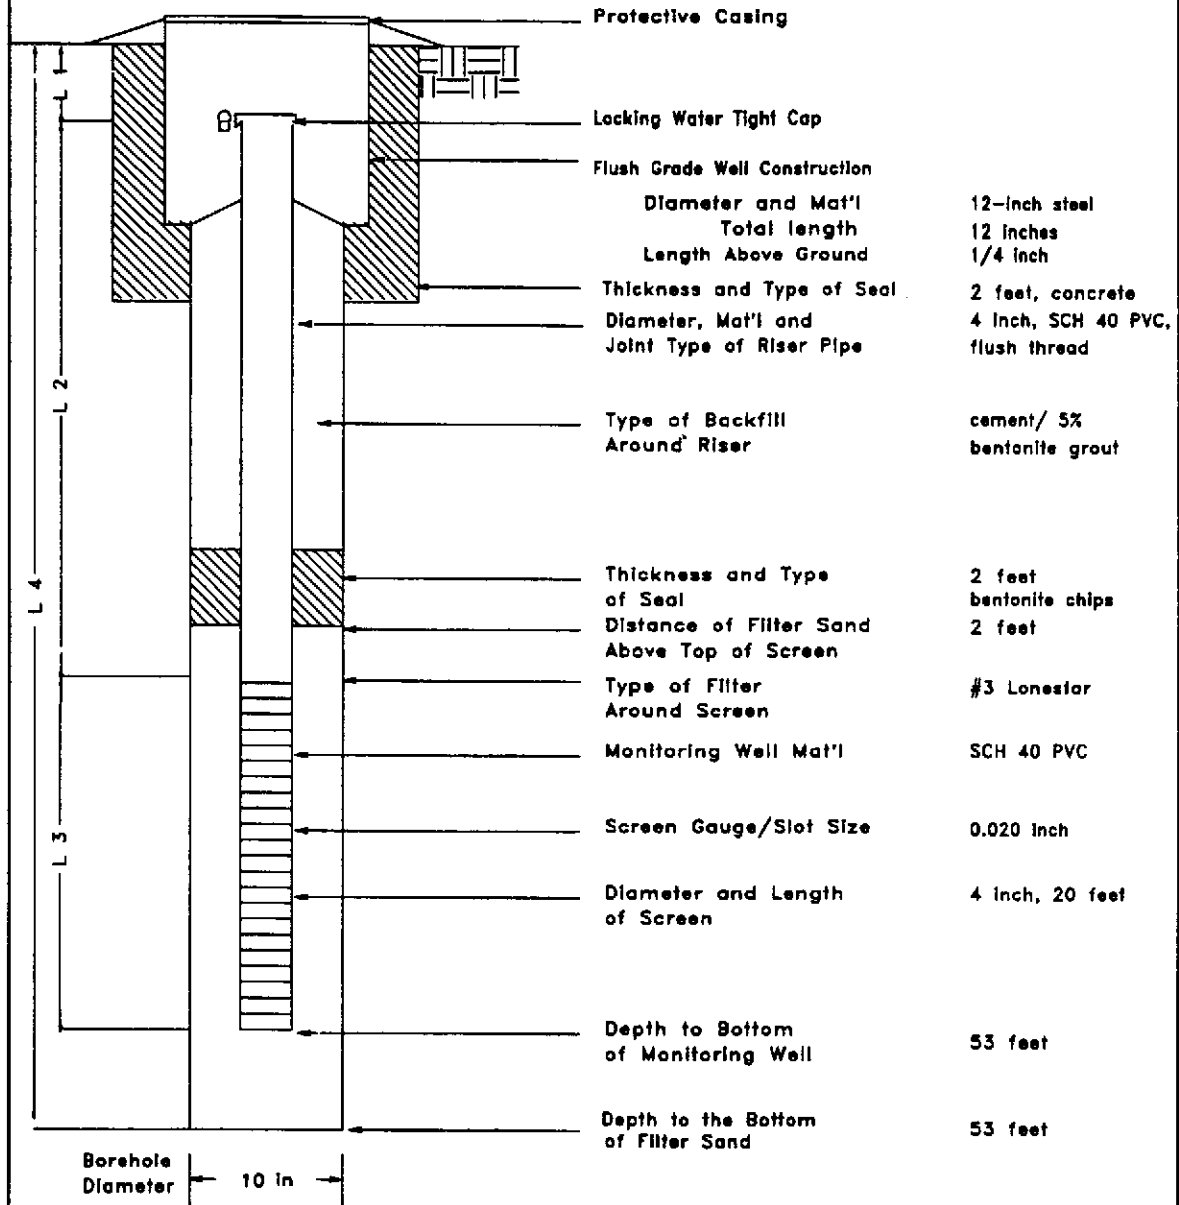 Protective Casing
L 1
Locking Water Tight Cap
Flush Grade Well Construction
Diameter and Mat'l 12-inch steel
Total length 12 inches
Length Above Ground 1/4 inch
Thickness and Type of Seal 2 feet, concrete
Diameter, Mat'l and 4 inch, SCH 40 PVC,
Joint Type of Riser Pipe flush thread
L 2
Type of Backfill cement/ 5%
Around Riser bentonite grout
L 4
Thickness and Type 2 feet
of Seal bentonite chips
Distance of Filter Sand 2 feet
Above Top of Screen
Type of Filter #3 Lonestar
Around Screen
Monitoring Well Mat'l SCH 40 PVC
L 3
Screen Gauge/Slot Size 0.020 inch
Diameter and Length 4 inch, 20 feet
of Screen
Depth to Bottom
of Monitoring Well 53 feet
Depth to the Bottom
of Filter Sand 53 feet
Borehole
Diameter 10 in